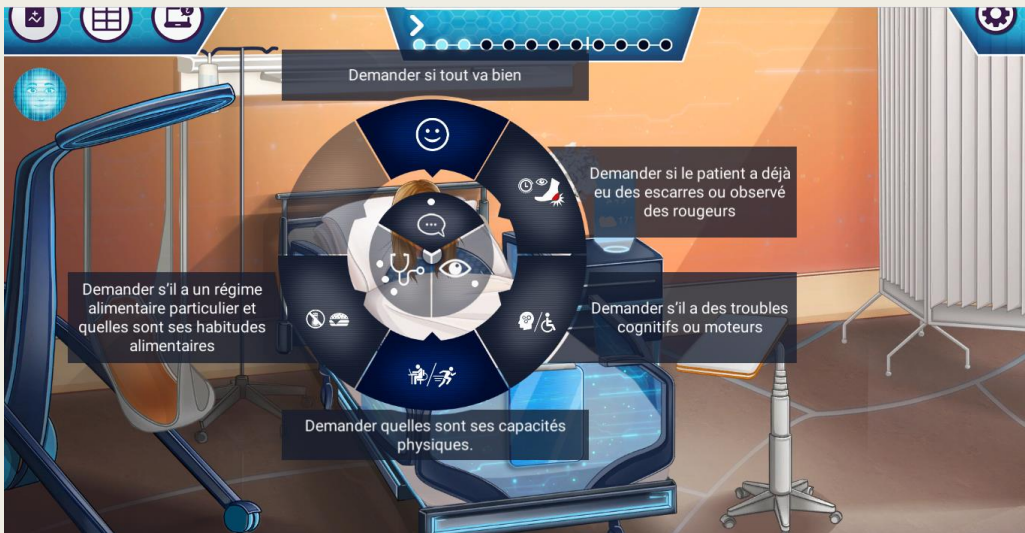 Demander si tout va bien
Demander si le patient a déjà
eu des escarres ou observé
des rougeurs
Demander s'il a un régime
alimentaire particulier et
quelles sont ses habitudes
alimentaires
Demander s'il a des troubles
cognitifs ou moteurs
Demander quelles sont ses capacités
physiques.